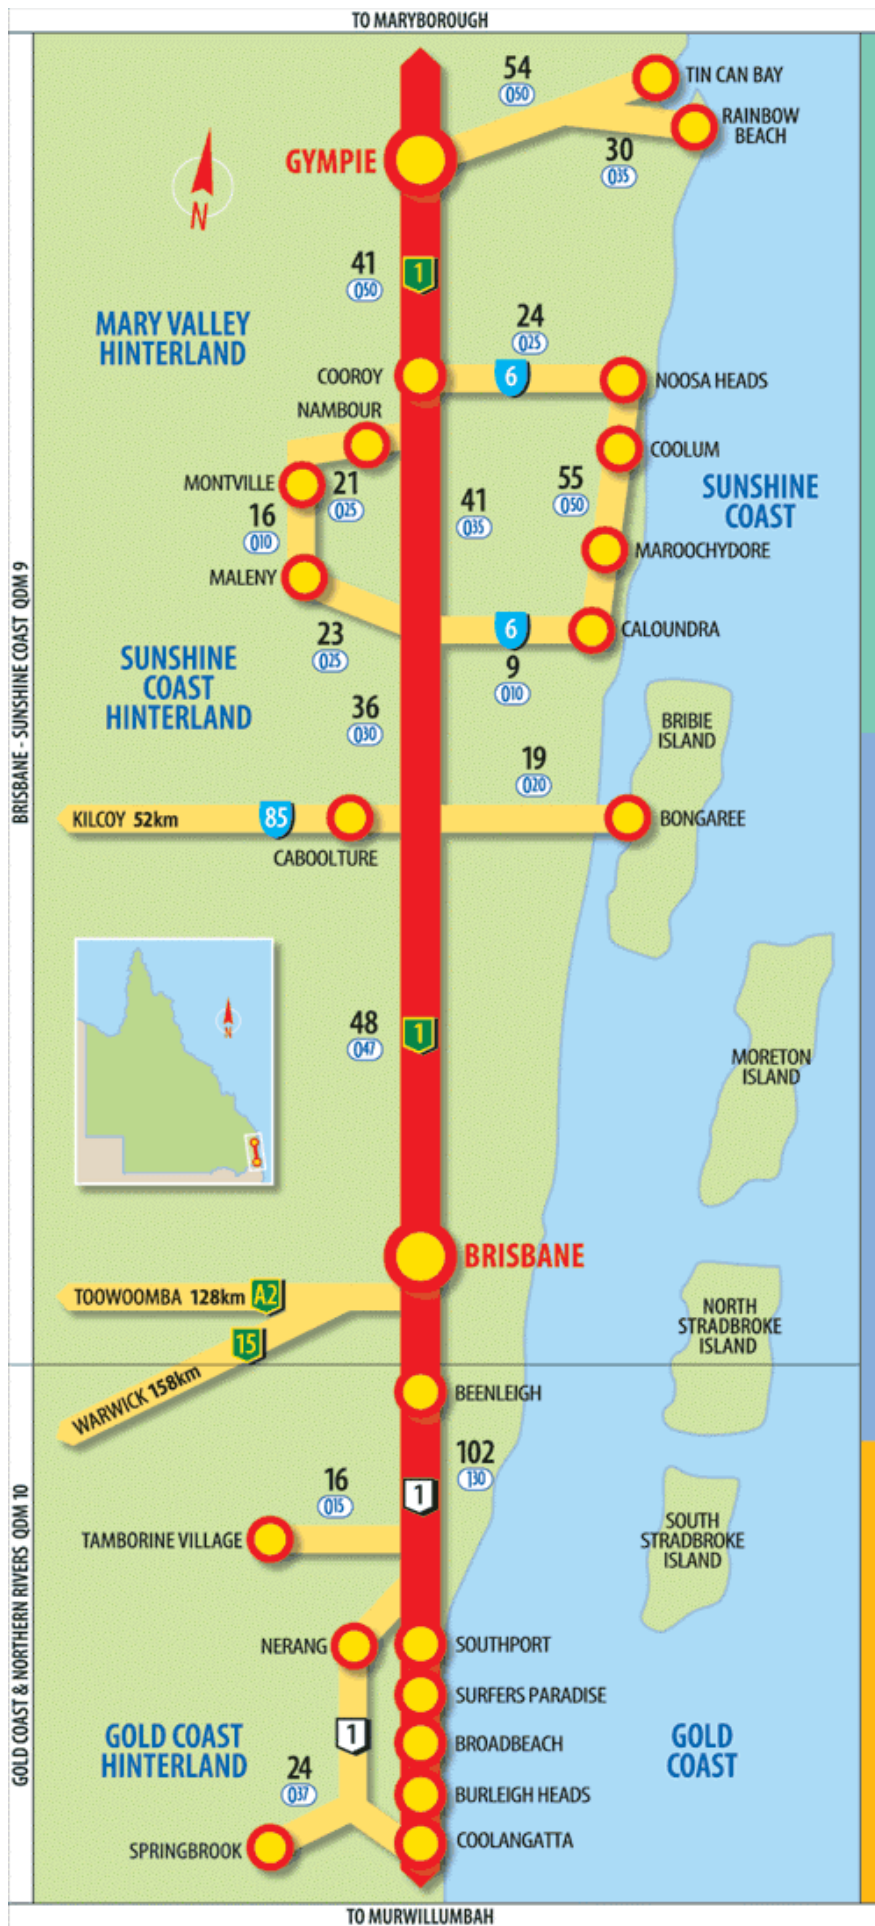 TO MARYBOROUGH
54
050
TIN CAN BAY
RAINBOW
BEACH
GYMPIE
30
035
N
41
050
1
MARY VALLEY
HINTERLAND
24
025
COOROY
6
NOOSA HEADS
NAMBOUR
COOLUM
MONTVILLE
21
025
55
050
SUNSHINE
COAST
16
010
41
035
MAROOCHYDORE
MALENY
23
025
6
CALOUNDRA
9
010
SUNSHINE
COAST
HINTERLAND
36
030
BRIBIE
ISLAND
19
020
KILCOY 52km
85
BONGAREE
CABOOLTURE
BRISBANE - SUNSHINE COAST QDM 9
N
48
047
1
MORETON
ISLAND
BRISBANE
TOOWOOMBA 128km A2
15
WARWICK 158km
NORTH
STRADBROKE
ISLAND
BEENLEIGH
102
130
1
16
015
TAMBORINE VILLAGE
SOUTH
STRADBROKE
ISLAND
NERANG
SOUTHPORT
SURFERS PARADISE
1
BROADBEACH
GOLD COAST
HINTERLAND
GOLD
COAST
24
037
BURLEIGH HEADS
SPRINGBROOK
COOLANGATTA
GOLD COAST & NORTHERN RIVERS QDM 10
TO MURWILLUMBAH